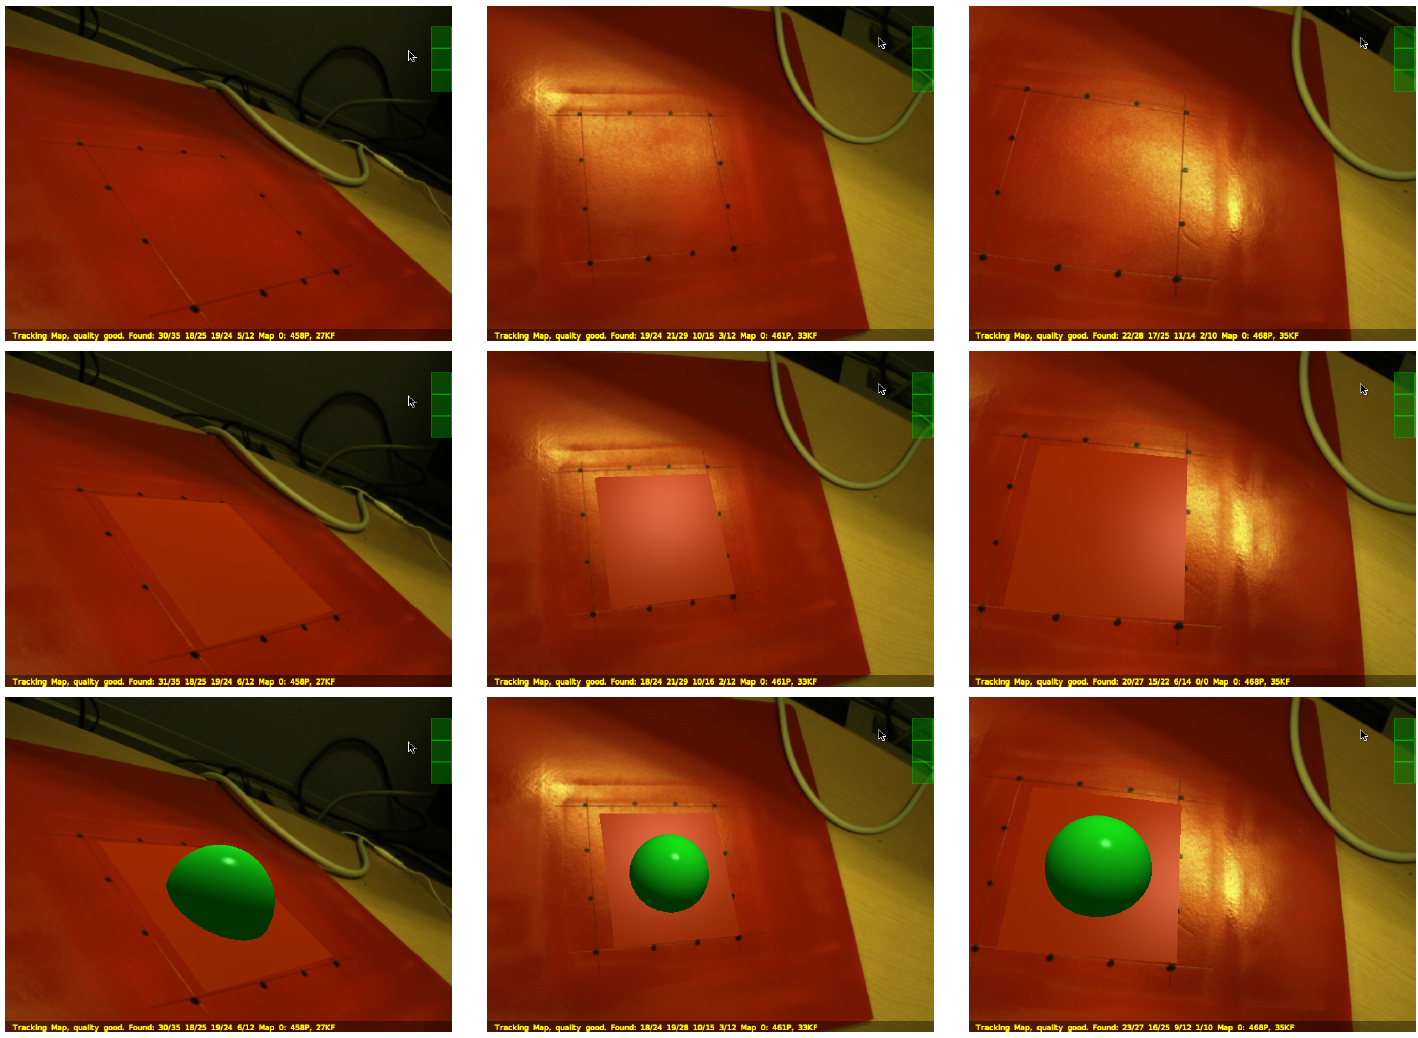 Tracking Map, quality good. Found: 30/35 18/25 19/24 5/12 Map 0: 458P, 27KF
Tracking Map, quality good. Found: 19/24 21/29 10/15 3/12 Map 0: 461P, 33KF
Tracking Map, quality good. Found: 22/28 17/25 11/14 2/10 Map 0: 468P, 35KF
Tracking Map, quality good. Found: 31/35 18/25 19/24 6/12 Map 0: 458P, 27KF
Tracking Map, quality good. Found: 18/24 21/29 10/16 2/12 Map 0: 461P, 33KF
Tracking Map, quality good. Found: 20/27 15/22 6/14 0/0 Map 0: 468P, 35KF
Tracking Map, quality good. Found: 30/35 18/25 19/24 6/12 Map 0: 458P, 27KF
Tracking Map, quality good. Found: 18/24 19/28 10/15 3/12 Map 0: 461P, 33KF
Tracking Map, quality good. Found: 23/27 16/25 9/12 1/10 Map 0: 468P, 35KF